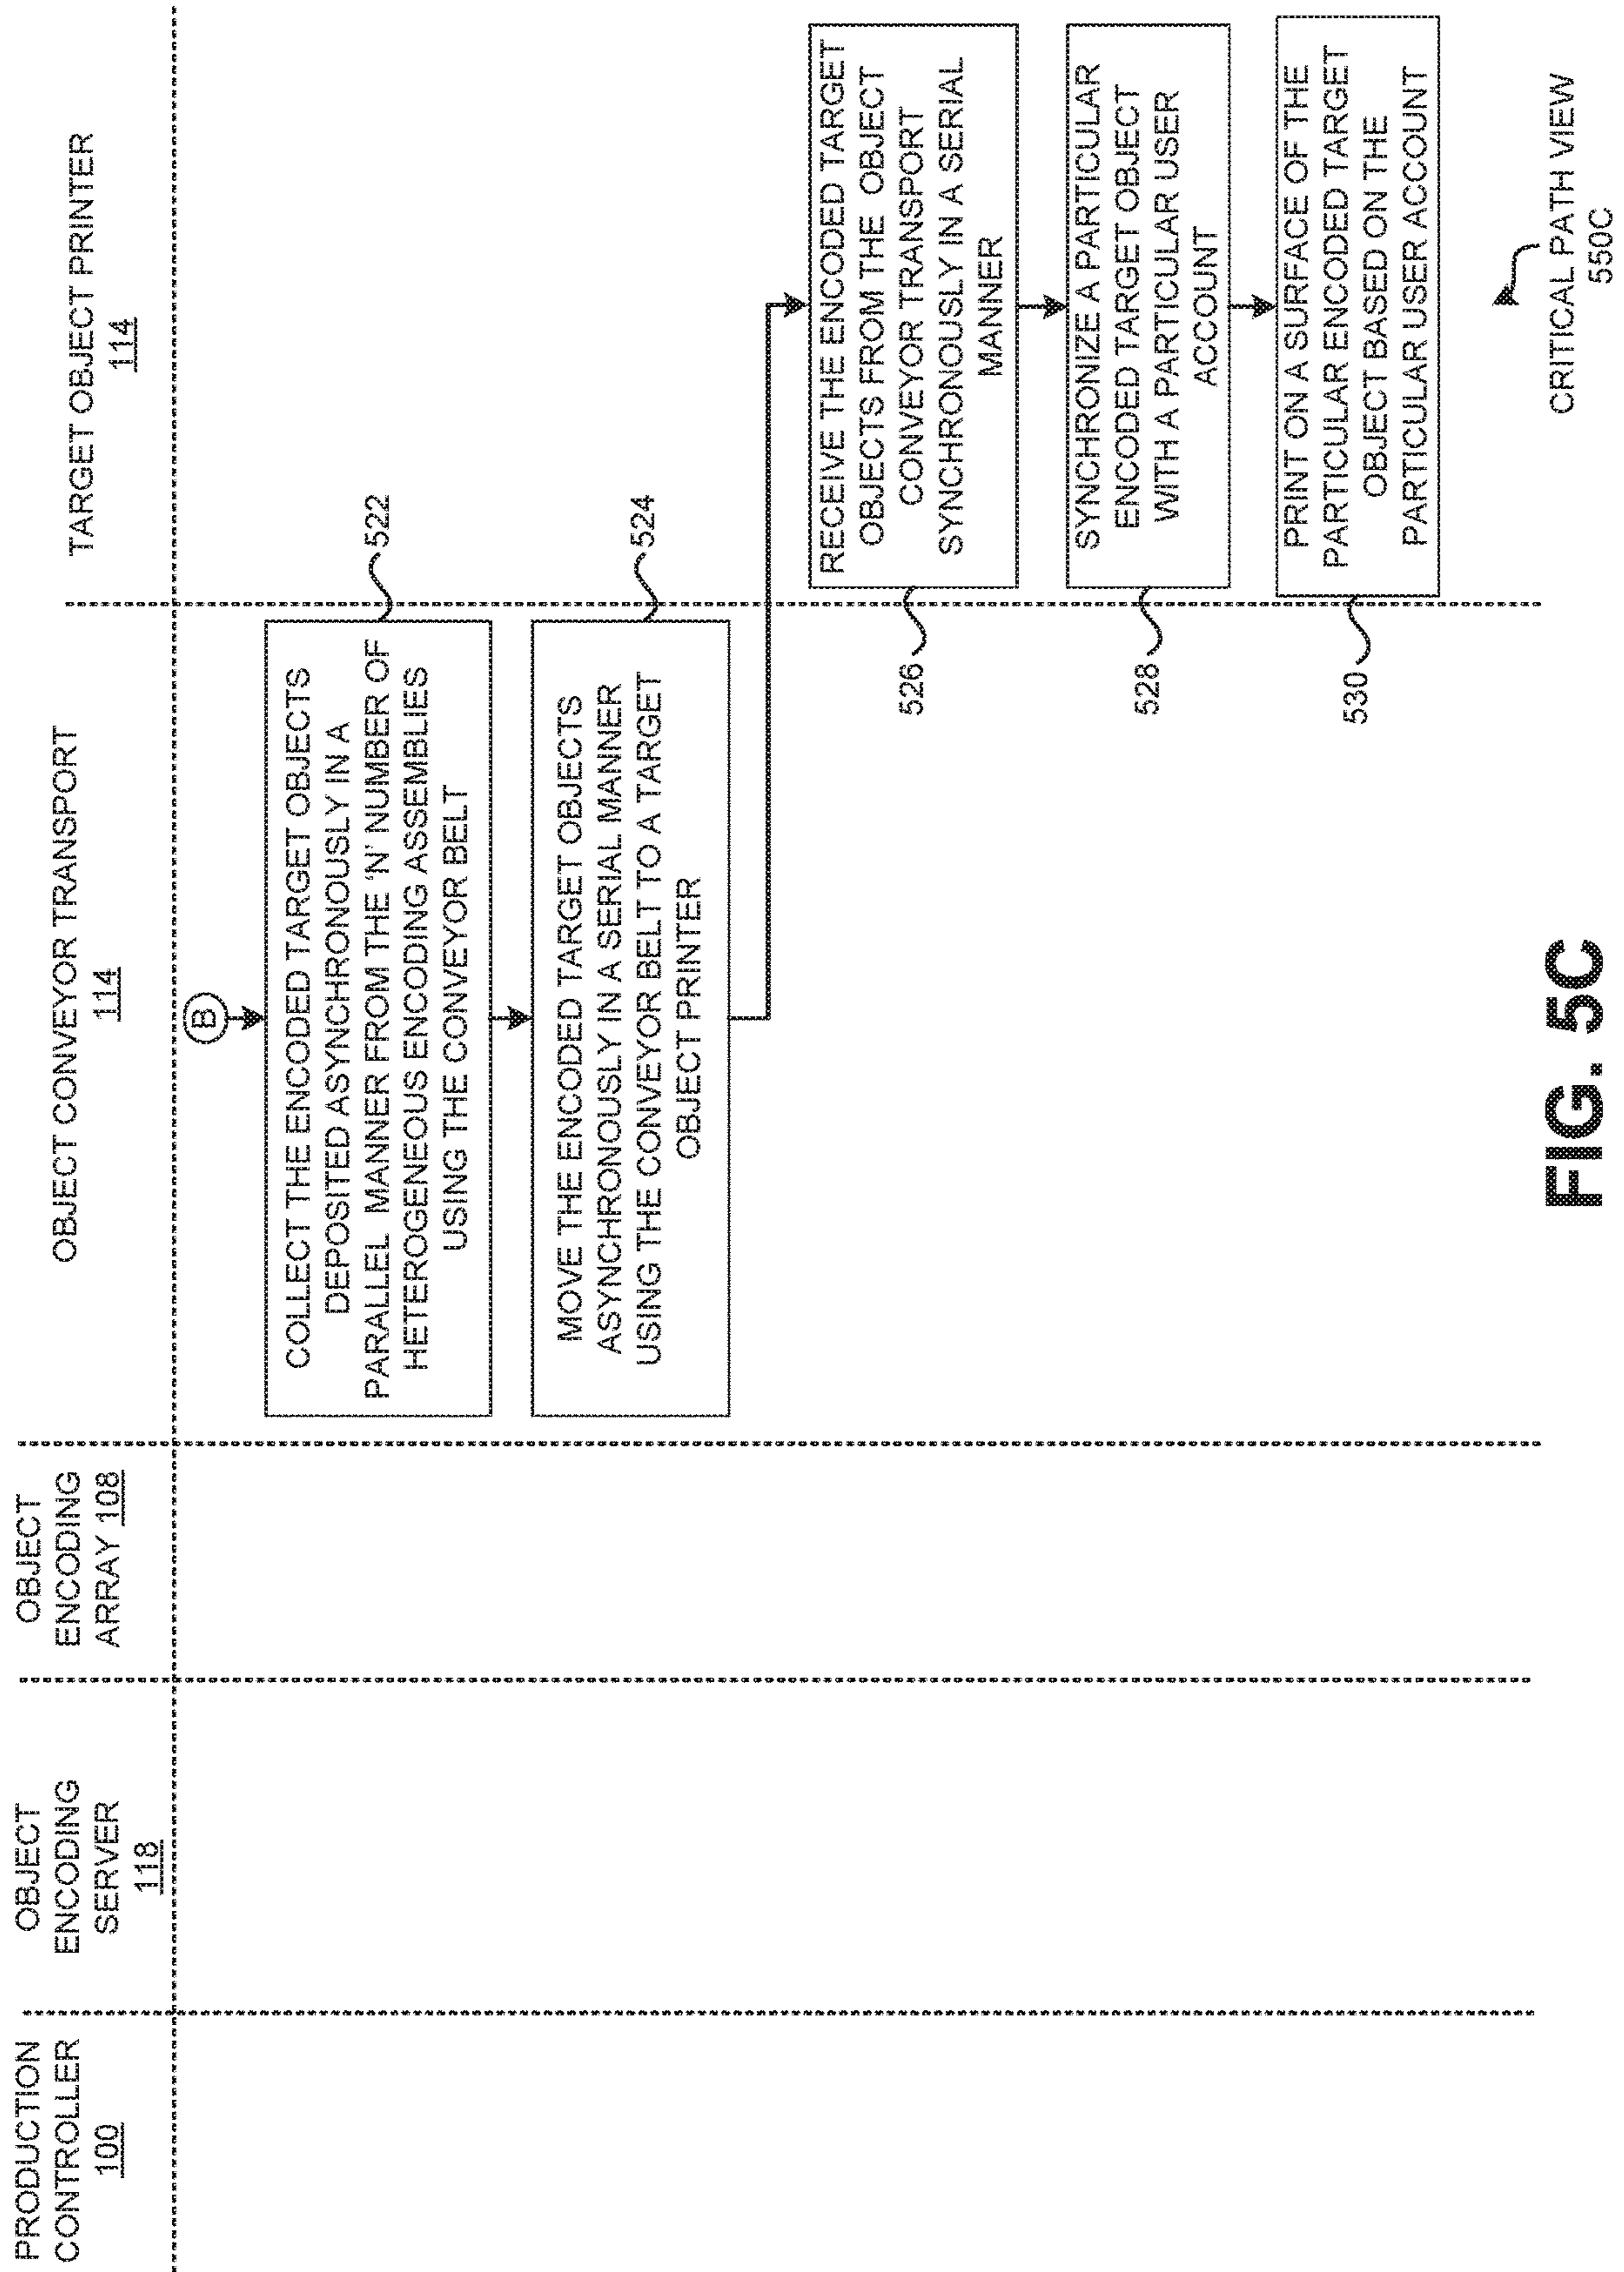 PRODUCTION
CONTROLLER
100
OBJECT
ENCODING
SERVER
118
OBJECT
ENCODING
ARRAY 108
OBJECT CONVEYOR TRANSPORT
114
TARGET OBJECT PRINTER
114
B
COLLECT THE ENCODED TARGET OBJECTS
DEPOSITED ASYNCHRONOUSLY IN A
PARALLEL MANNER FROM THE 'N' NUMBER OF
HETEROGENEOUS ENCODING ASSEMBLIES
USING THE CONVEYOR BELT
522
MOVE THE ENCODED TARGET OBJECTS
ASYNCHRONOUSLY IN A SERIAL MANNER
USING THE CONVEYOR BELT TO A TARGET
OBJECT PRINTER
524
RECEIVE THE ENCODED TARGET
OBJECTS FROM THE OBJECT
CONVEYOR TRANSPORT
SYNCHRONOUSLY IN A SERIAL
MANNER
526
SYNCHRONIZE A PARTICULAR
ENCODED TARGET OBJECT
WITH A PARTICULAR USER
ACCOUNT
528
PRINT ON A SURFACE OF THE
PARTICULAR ENCODED TARGET
OBJECT BASED ON THE
PARTICULAR USER ACCOUNT
530
CRITICAL PATH VIEW
550C
FIG. 5C